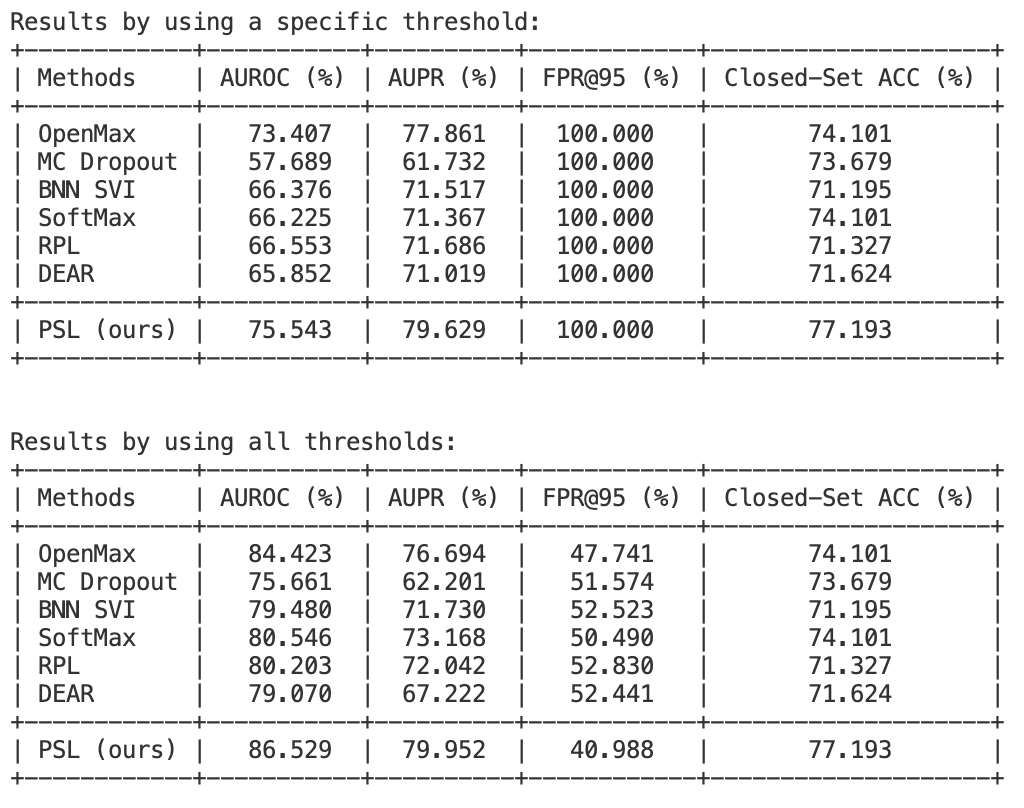 Results by using a specific threshold:
+-------------+------------+-----------+-------------+---------------------+
| Methods     | AUROC (%) | AUPR (%) | FPR@95 (%) | Closed-Set ACC (%) |
+-------------+------------+-----------+-------------+---------------------+
| OpenMax     | 73.407 | 77.861 | 100.000 | 74.101 |
| MC Dropout | 57.689 | 61.732 | 100.000 | 73.679 |
| BNN SVI | 66.376 | 71.517 | 100.000 | 71.195 |
| SoftMax | 66.225 | 71.367 | 100.000 | 74.101 |
| RPL | 66.553 | 71.686 | 100.000 | 71.327 |
| DEAR | 65.852 | 71.019 | 100.000 | 71.624 |
+-------------+------------+-----------+-------------+---------------------+
| PSL (ours) | 75.543 | 79.629 | 100.000 | 77.193 |
+-------------+------------+-----------+-------------+---------------------+
Results by using all thresholds:
+-------------+------------+-----------+-------------+---------------------+
| Methods | AUROC (%) | AUPR (%) | FPR@95 (%) | Closed-Set ACC (%) |
+-------------+------------+-----------+-------------+---------------------+
| OpenMax | 84.423 | 76.694 | 47.741 | 74.101 |
| MC Dropout | 75.661 | 62.201 | 51.574 | 73.679 |
| BNN SVI | 79.480 | 71.730 | 52.523 | 71.195 |
| SoftMax | 80.546 | 73.168 | 50.490 | 74.101 |
| RPL | 80.203 | 72.042 | 52.830 | 71.327 |
| DEAR | 79.070 | 67.222 | 52.441 | 71.624 |
+-------------+------------+-----------+-------------+---------------------+
| PSL (ours) | 86.529 | 79.952 | 40.988 | 77.193 |
+-------------+------------+-----------+-------------+---------------------+